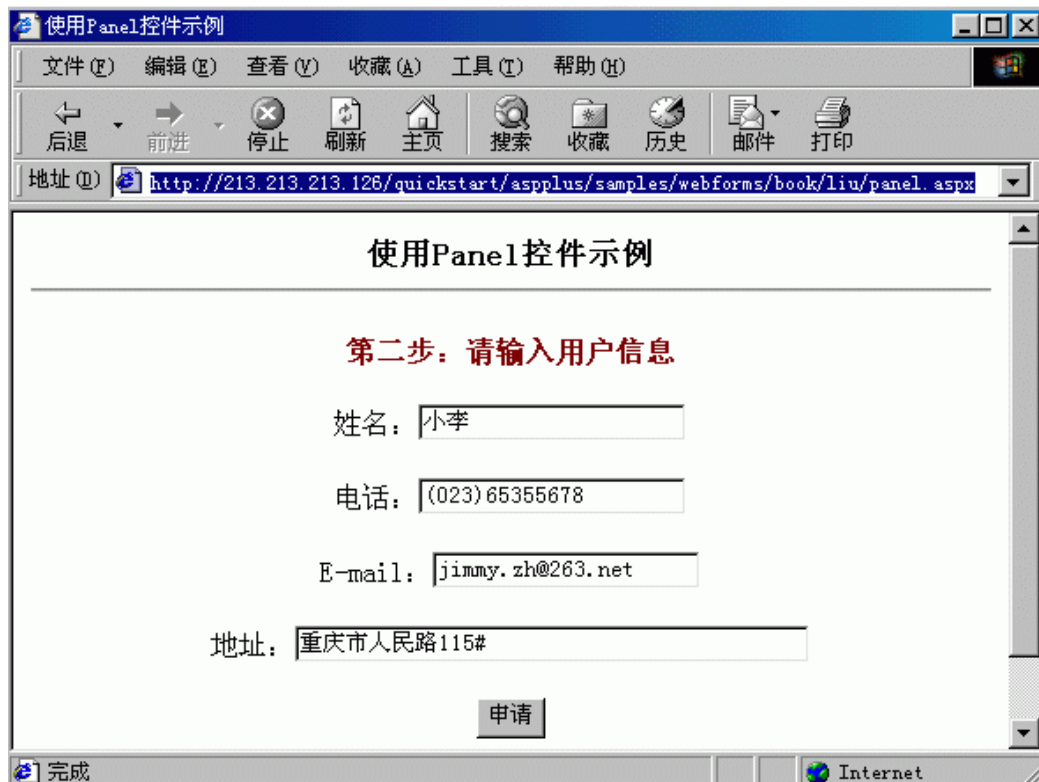 使用Panel控件示例
文件(F) 编辑(E) 查看(V) 收藏(A) 工具(T) 帮助(H)
后退 前进 停止 刷新 主页 搜索 收藏 历史 邮件 打印
地址(D) http://213.213.213.126/quickstart/aspplus/samples/webforms/book/liu/panel.aspx
使用Panel控件示例
第二步：请输入用户信息
姓名：小李
电话：(023)65355678
E-mail：jimmy.zh@263.net
地址：重庆市人民路115#
申请
完成 Internet